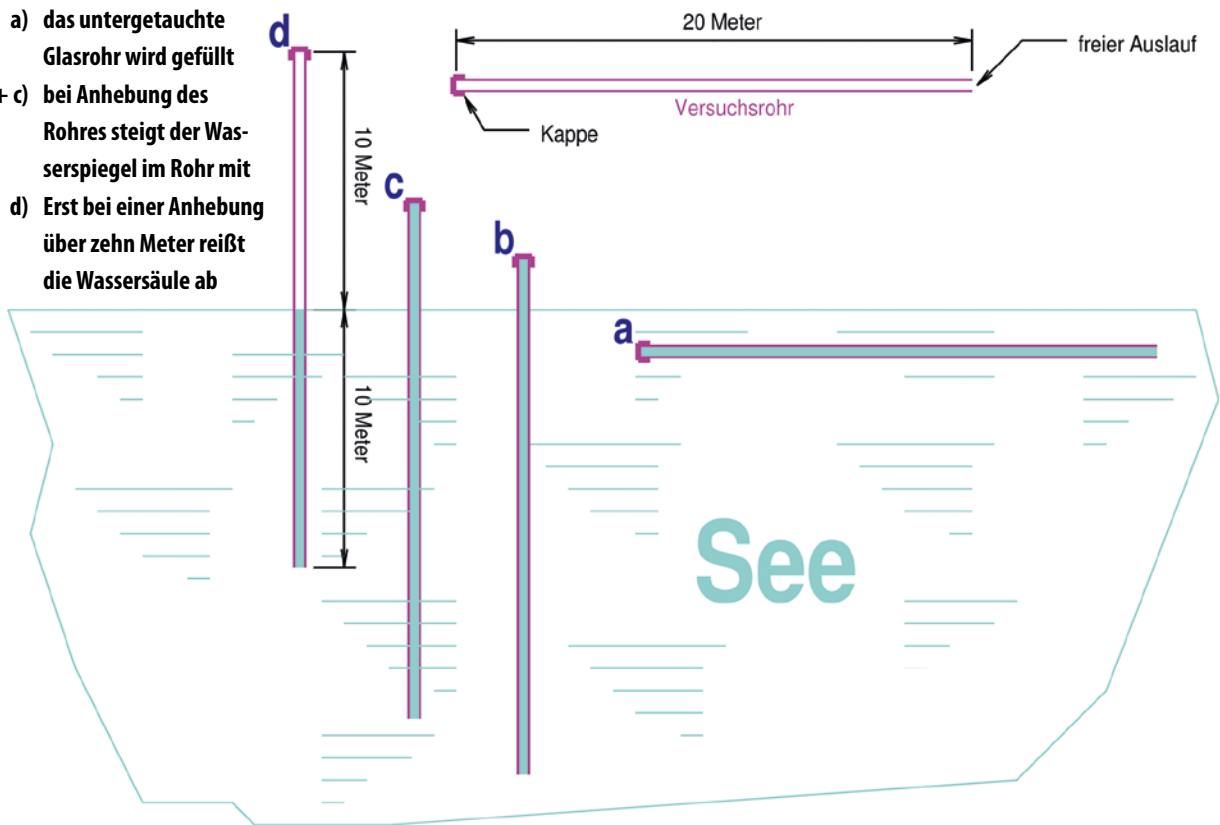 a) das untergetauchte
Glasrohr wird gefüllt
+ c) bei Anhebung des
Rohres steigt der Was-
serspiegel im Rohr mit
d) Erst bei einer Anhebung
über zehn Meter reißt
die Wassersäule ab
d
10 Meter
10 Meter
c
b
a
20 Meter
freier Auslauf
Versuchsrohr
Kappe
See